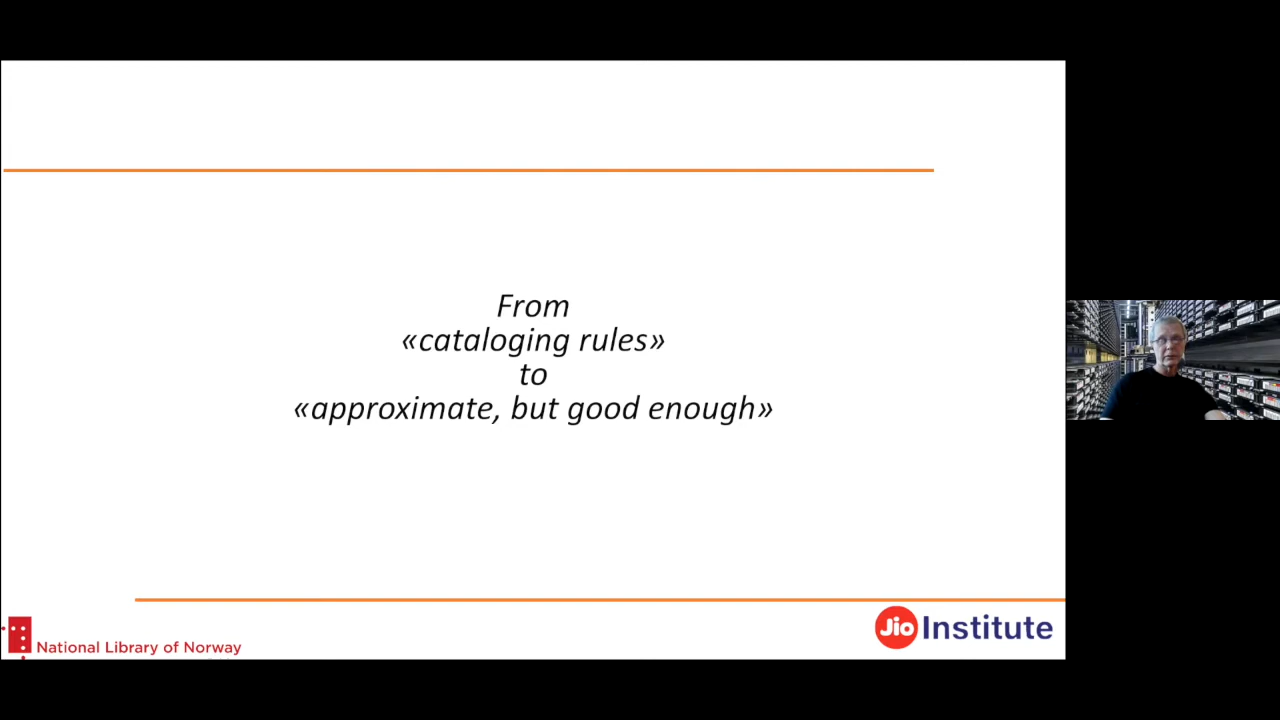 From
«cataloging rules»
to
«approximate, but good enough»
National Library of Norway
Jio Institute